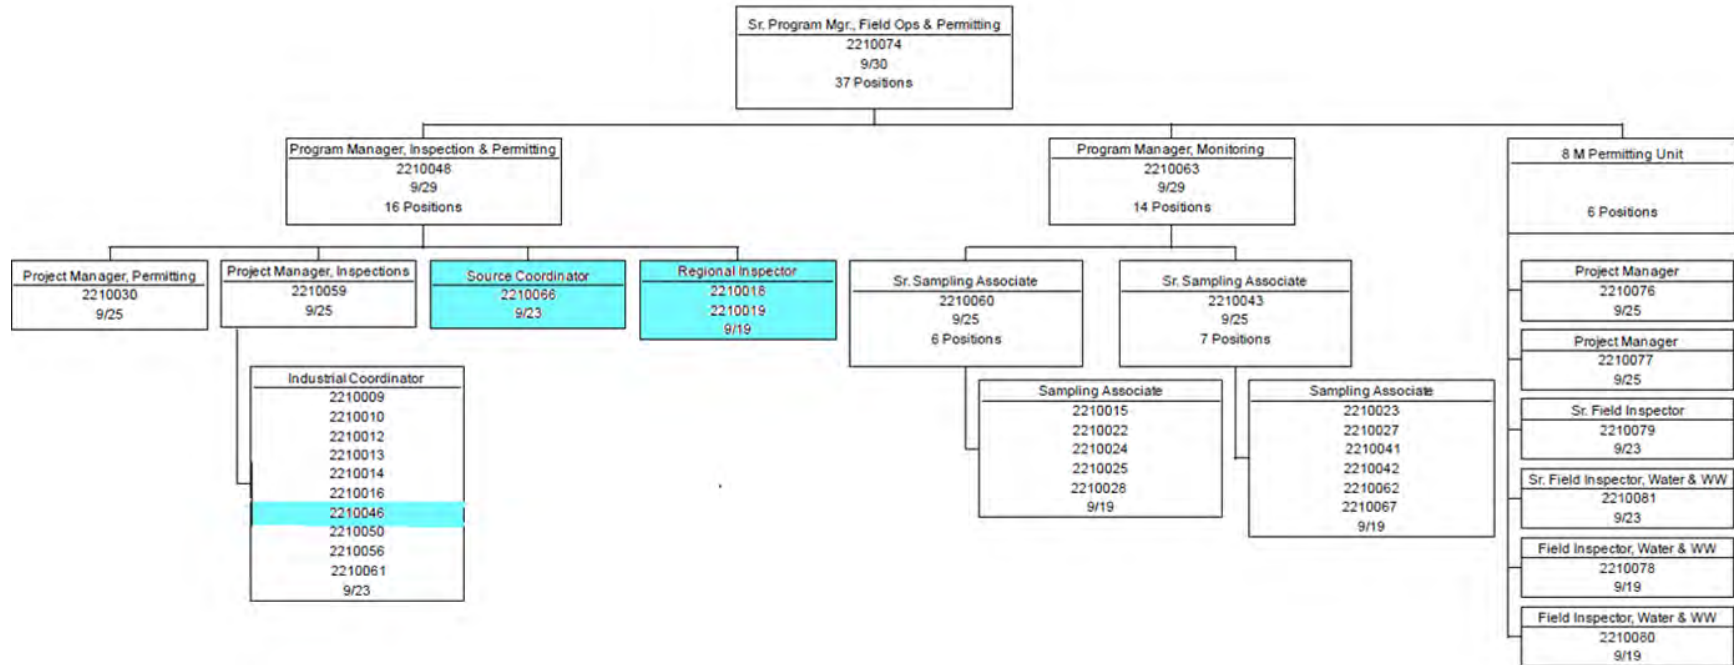 Sr. Program Mgr., Field Ops & Permitting
2210074
9/30
37 Positions
Program Manager, Inspection & Permitting
2210048
9/29
16 Positions
Program Manager, Monitoring
2210063
9/29
14 Positions
8 M Permitting Unit
6 Positions
Project Manager, Permitting
2210030
9/25
Project Manager, Inspections
2210059
9/25
Source Coordinator
2210066
9/23
Regional Inspector
2210018
2210019
9/19
Industrial Coordinator
2210009
2210010
2210012
2210013
2210014
2210016
2210046
2210050
2210056
2210061
9/23
Sr. Sampling Associate
2210060
9/25
6 Positions
Sr. Sampling Associate
2210043
9/25
7 Positions
Sampling Associate
2210015
2210022
2210024
2210025
2210028
9/19
Sampling Associate
2210023
2210027
2210041
2210042
2210062
2210067
9/19
Project Manager
2210076
9/25
Project Manager
2210077
9/25
Sr. Field Inspector
2210079
9/23
Sr. Field Inspector, Water & WW
2210081
9/23
Field Inspector, Water & WW
2210078
9/19
Field Inspector, Water & WW
2210080
9/19